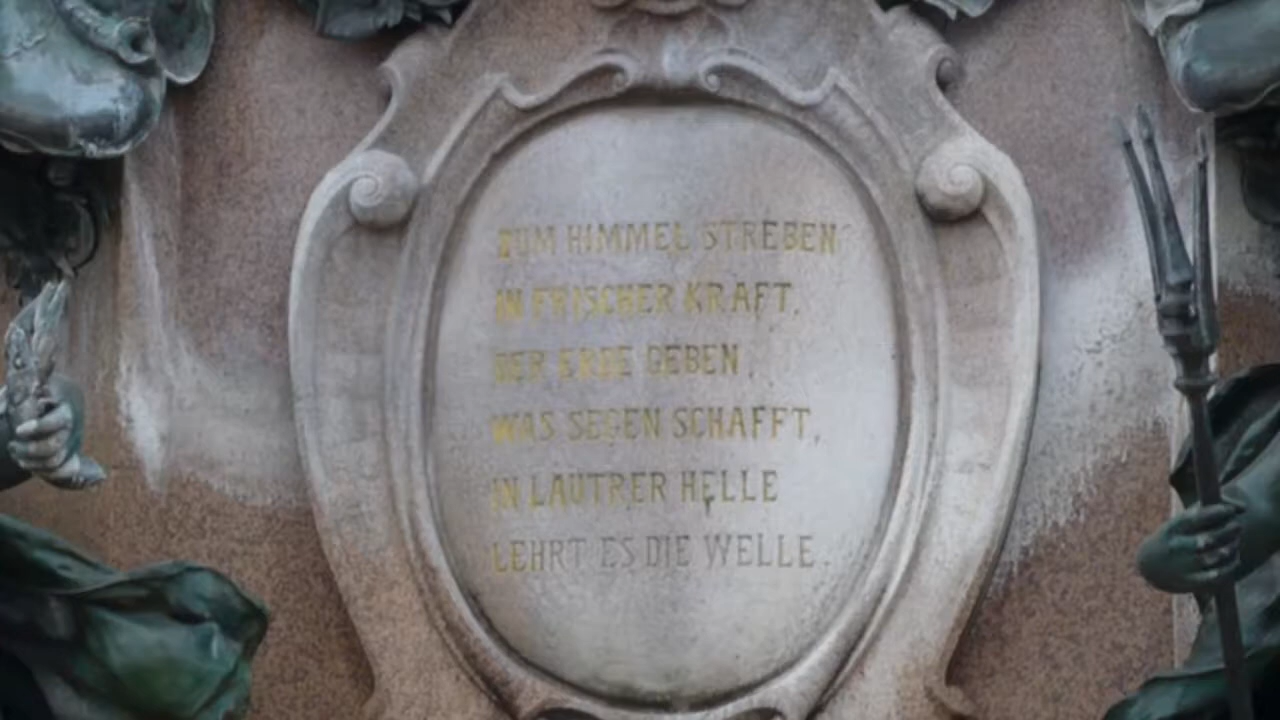 ZUM HIMMEL STREBEN
IN FRISCHER KRAFT,
DER ERDE GEBEN,
WAS SEGEN SCHAFFT,
IN LAUTRER HELLE
LEHRT ES DIE WELLE.